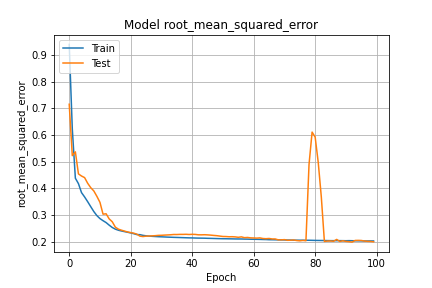 Model root_mean_squared_error
Train
Test
root_mean_squared_error
0.9
0.8
0.7
0.6
0.5
0.4
0.3
0.2
0 20 40 60 80 100
Epoch